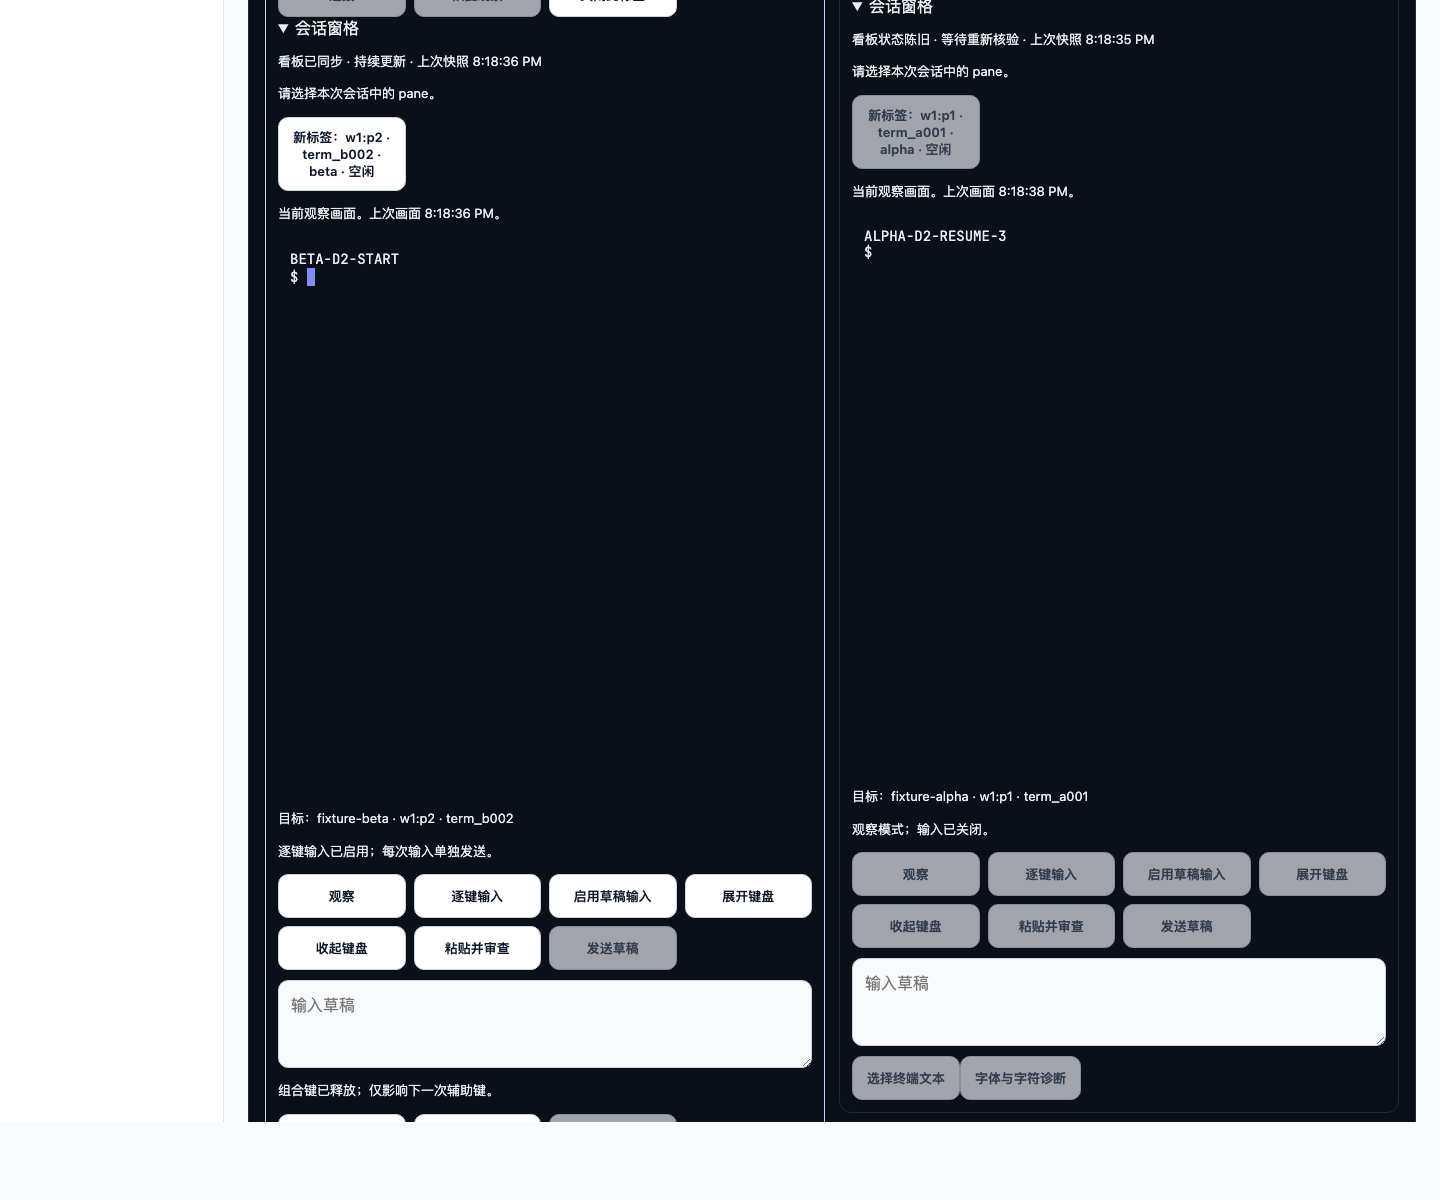 ▼ 会话窗格
看板已同步 · 持续更新 · 上次快照 8:18:36 PM
请选择本次会话中的 pane。
新标签：w1:p2 ·
term_b002 ·
beta · 空闲
当前观察画面。上次画面 8:18:36 PM。
BETA-D2-START
$
目标：fixture-beta · w1:p2 · term_b002
逐键输入已启用；每次输入单独发送。
观察
逐键输入
启用草稿输入
展开键盘
收起键盘
粘贴并审查
发送草稿
输入草稿
组合键已释放；仅影响下一次辅助键。
▼ 会话窗格
看板状态陈旧 · 等待重新核验 · 上次快照 8:18:35 PM
请选择本次会话中的 pane。
新标签：w1:p1 ·
term_a001 ·
alpha · 空闲
当前观察画面。上次画面 8:18:38 PM。
ALPHA-D2-RESUME-3
$
目标：fixture-alpha · w1:p1 · term_a001
观察模式；输入已关闭。
观察
逐键输入
启用草稿输入
展开键盘
收起键盘
粘贴并审查
发送草稿
输入草稿
选择终端文本
字体与字符诊断